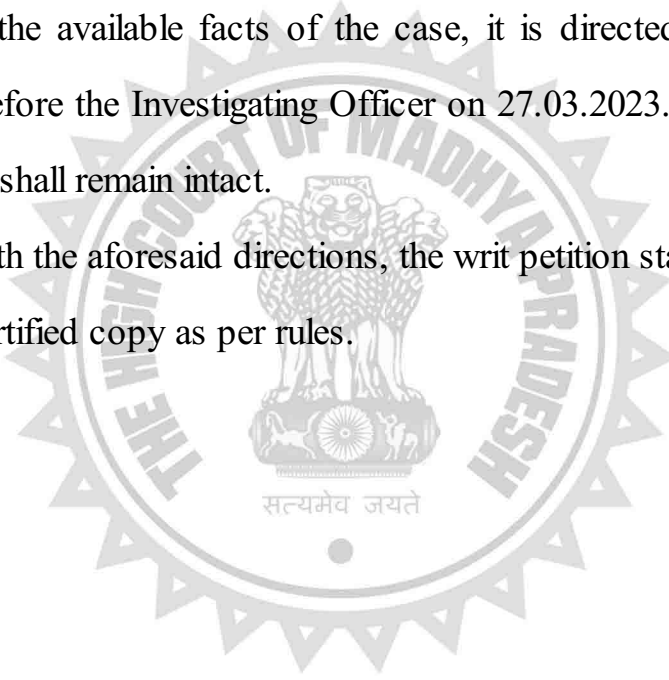 the available facts of the case, it is directed
efore the Investigating Officer on 27.03.2023.
shall remain intact.
th the aforesaid directions, the writ petition sta
rtified copy as per rules.
THE HIGH COURT OF MADHYA PRADESH
सत्यमेव जयते